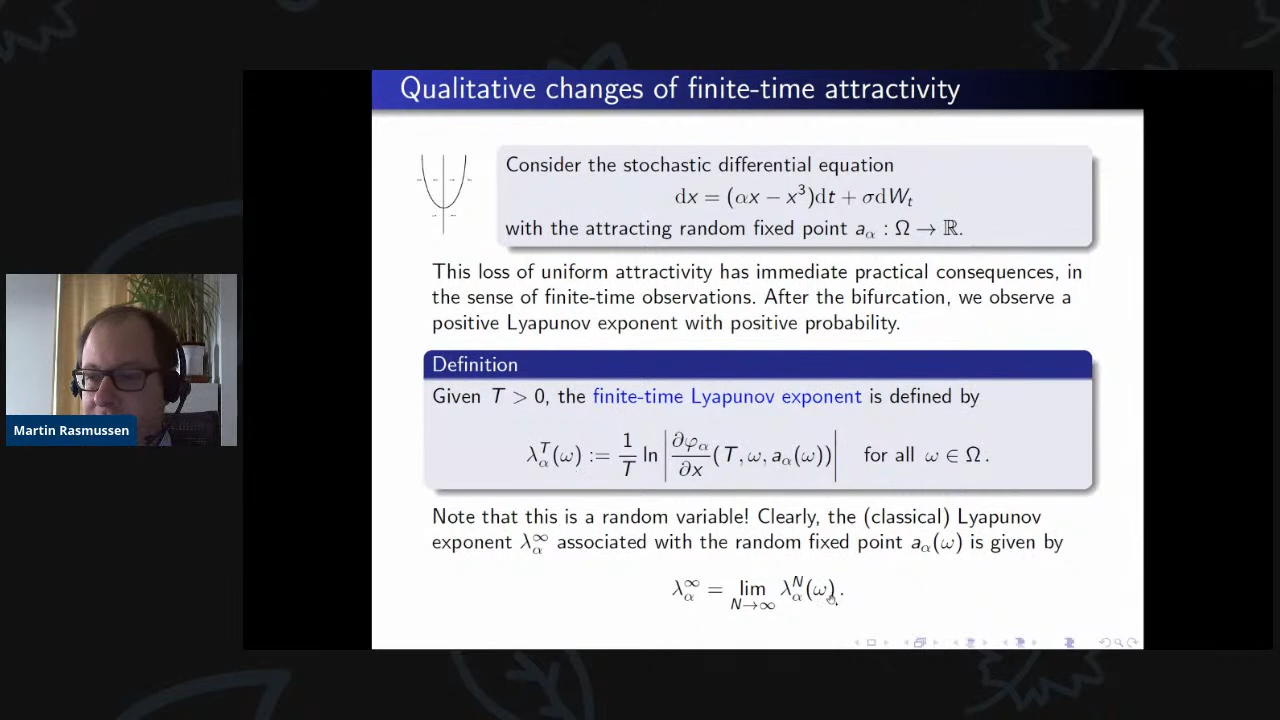 Qualitative changes of finite-time attractivity
Consider the stochastic differential equation
dx = (αx − x³)dt + σdW_t
with the attracting random fixed point a_α : Ω → ℝ.
This loss of uniform attractivity has immediate practical consequences, in
the sense of finite-time observations. After the bifurcation, we observe a
positive Lyapunov exponent with positive probability.
Definition
Given T > 0, the finite-time Lyapunov exponent is defined by
λ_α^T(ω) := 1/T ln |∂φ_α/∂x (T, ω, a_α(ω))| for all ω ∈ Ω.
Note that this is a random variable! Clearly, the (classical) Lyapunov
exponent λ_α^∞ associated with the random fixed point a_α(ω) is given by
λ_α^∞ = lim_{N→∞} λ_α^N(ω).
Martin Rasmussen